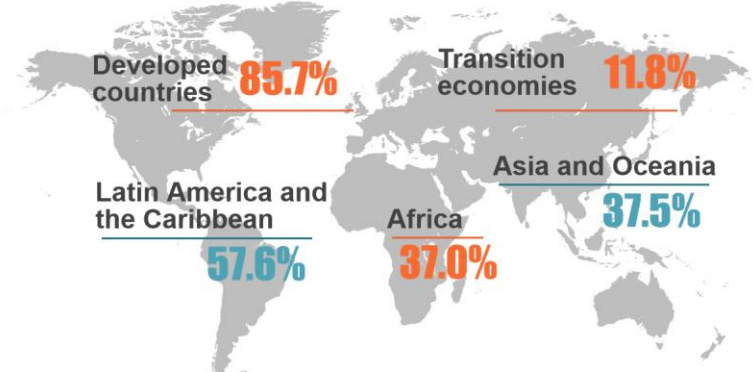 Developed
countries
85.7%
Transition
economies
11.8%
Asia and Oceania
37.5%
Latin America and
the Caribbean
57.6%
Africa
37.0%